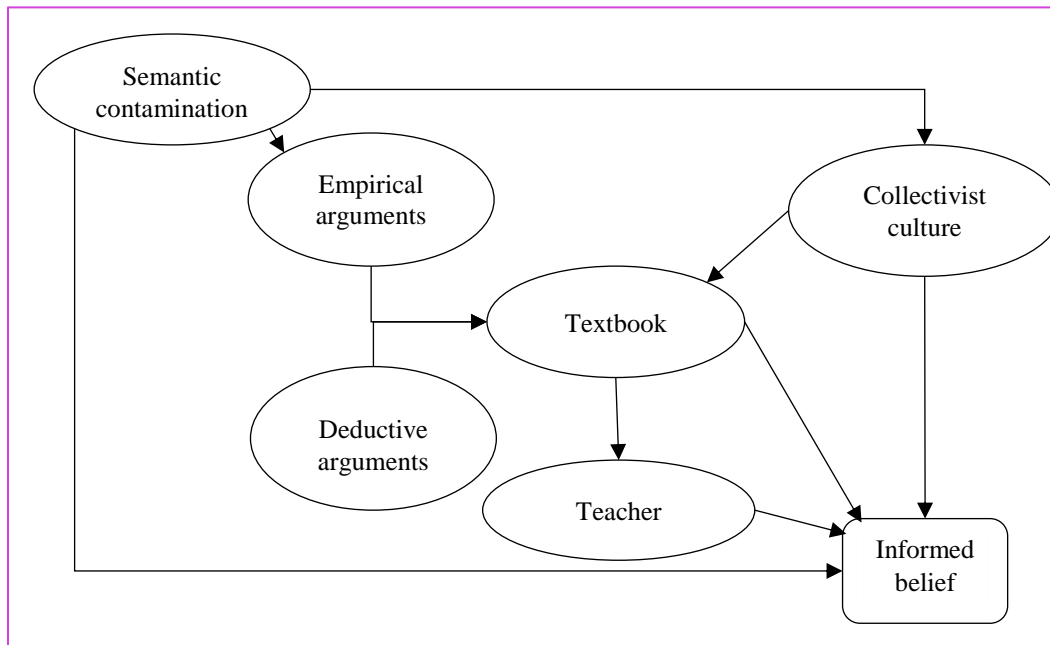 Semantic
contamination
Empirical
arguments
Collectivist
culture
Textbook
Deductive
arguments
Teacher
Informed
belief